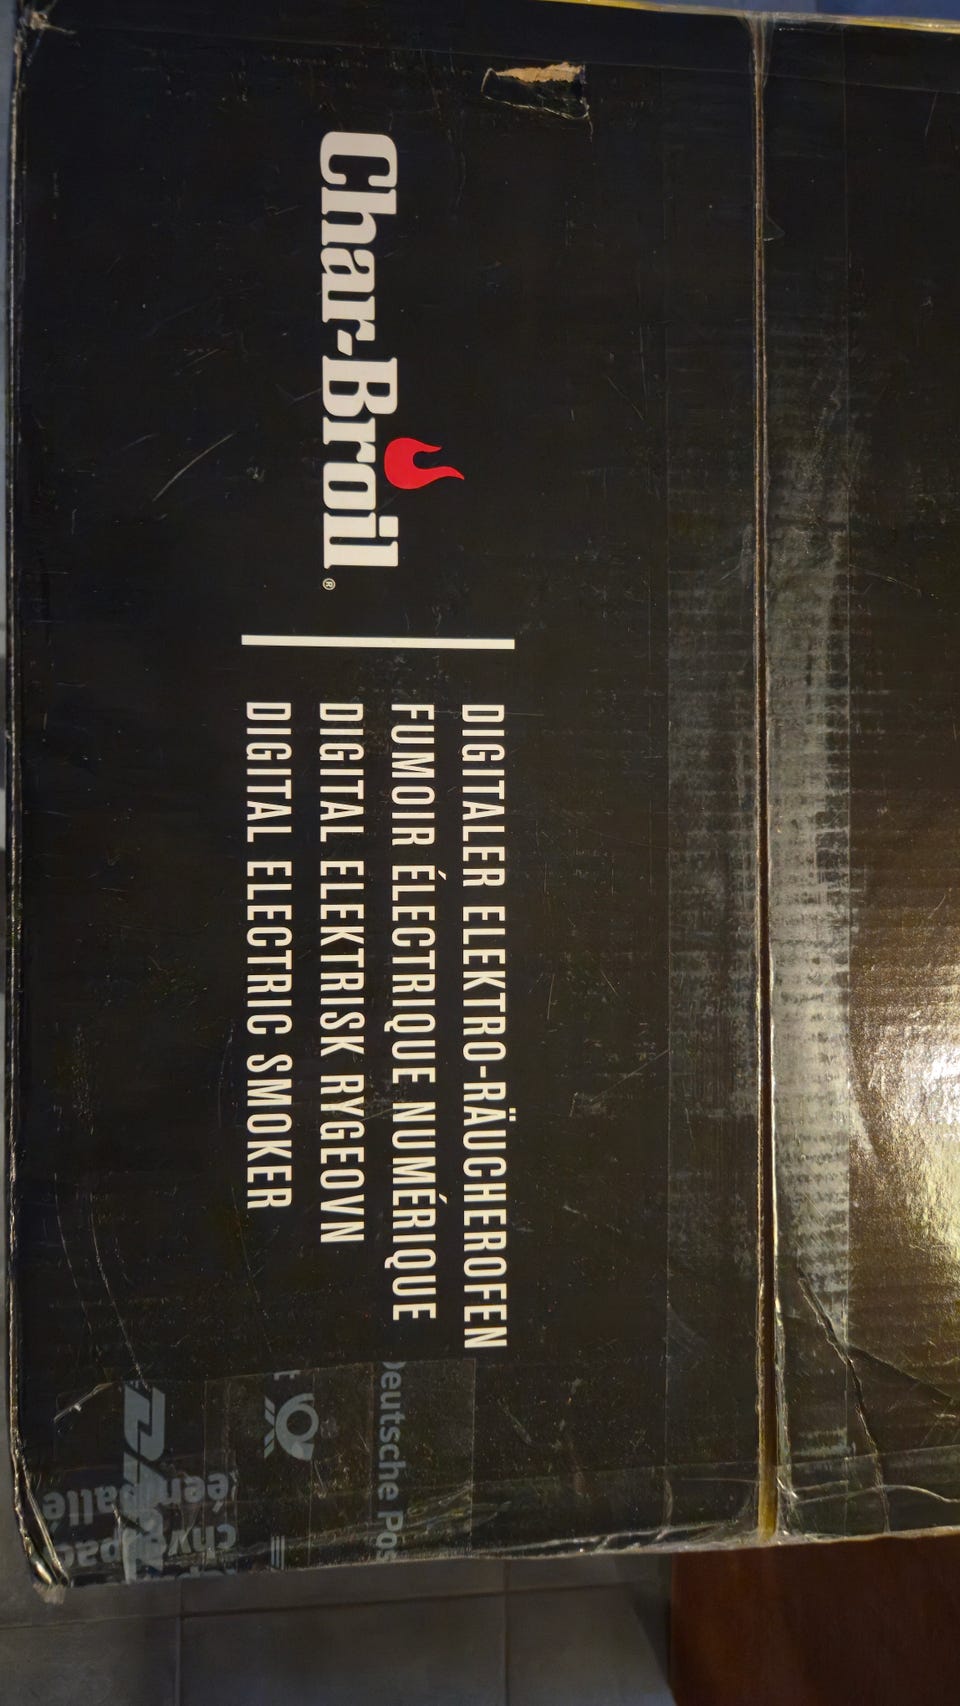 Char-Broil®
DIGITALER ELEKTRO-RÄUCHEROFEN
FUMOIR ÉLECTRIQUE NUMÉRIQUE
DIGITAL ELEKTRISK RYGEOVN
DIGITAL ELECTRIC SMOKER
Deutsche Pos